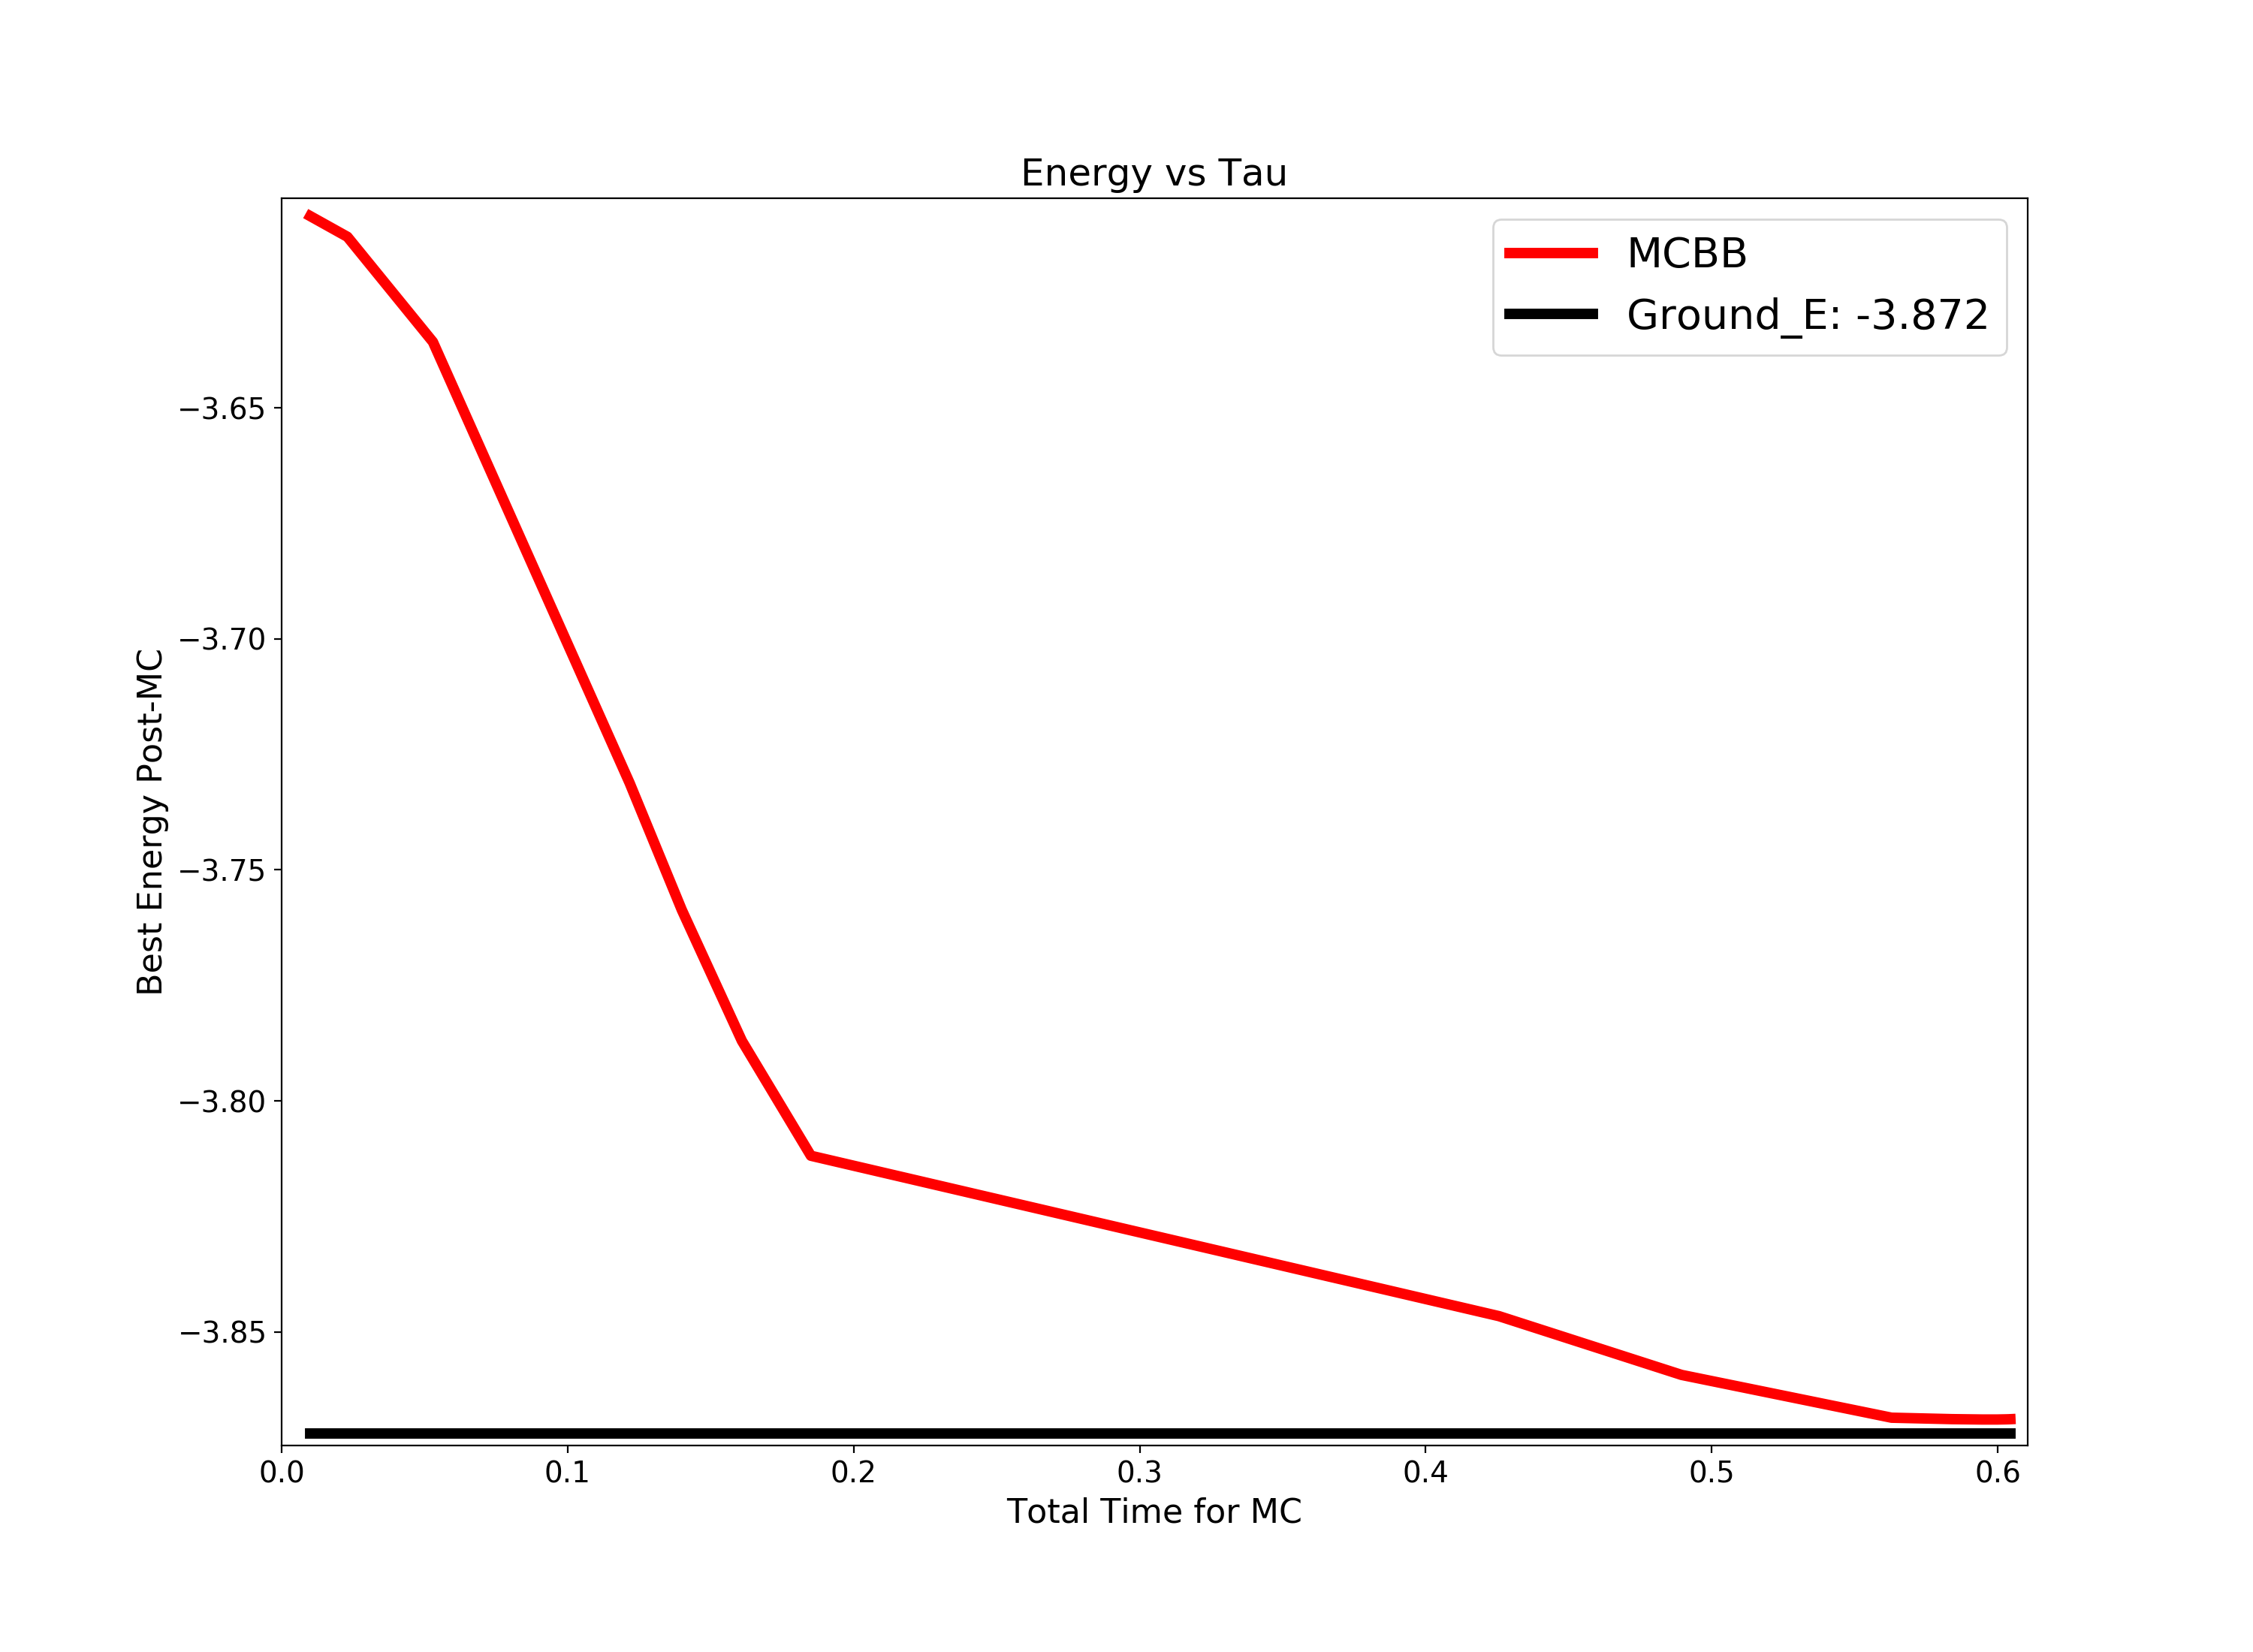 Energy vs Tau
MCBB
Ground_E: -3.872
Best Energy Post-MC
−3.65
−3.70
−3.75
−3.80
−3.85
0.0 0.1 0.2 0.3 0.4 0.5 0.6
Total Time for MC